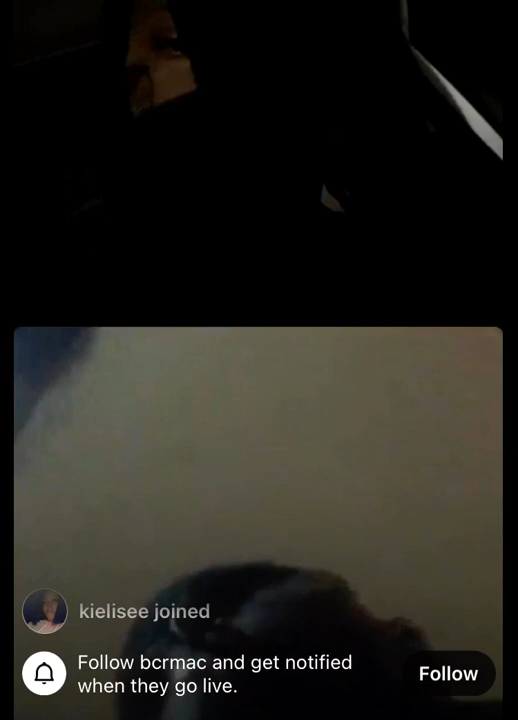 kielisee joined
Follow bcrmac and get notified
when they go live.
Follow